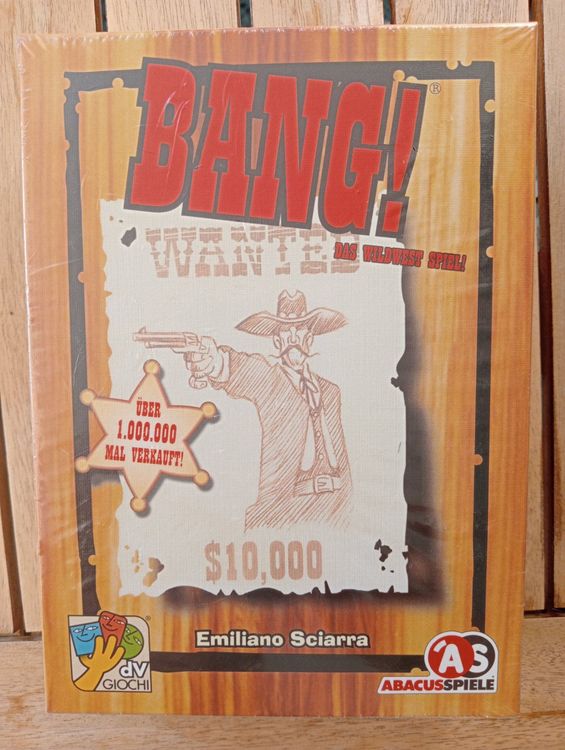 BANG!
®
WANTED
DAS WILDWEST SPIEL!
ÜBER
1.000.000
MAL VERKAUFT!
$10,000
Emiliano Sciarra
®
dV
GIOCHI
AS
ABACUSSPIELE